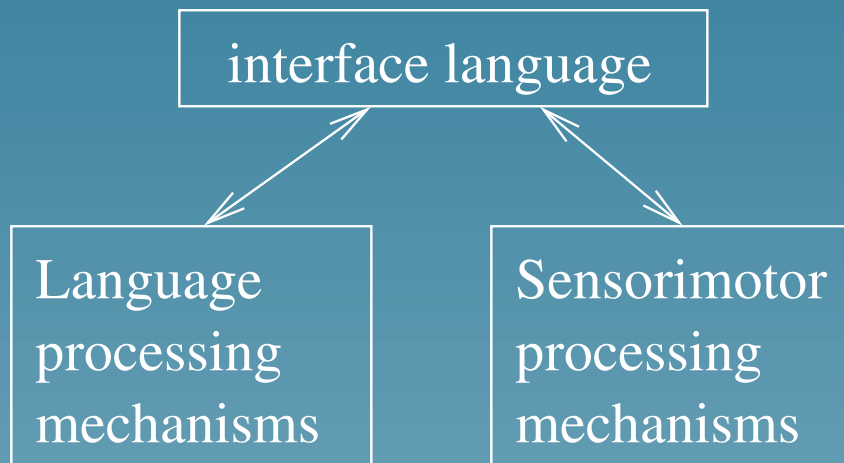 interface language
Language
processing
mechanisms
Sensorimotor
processing
mechanisms